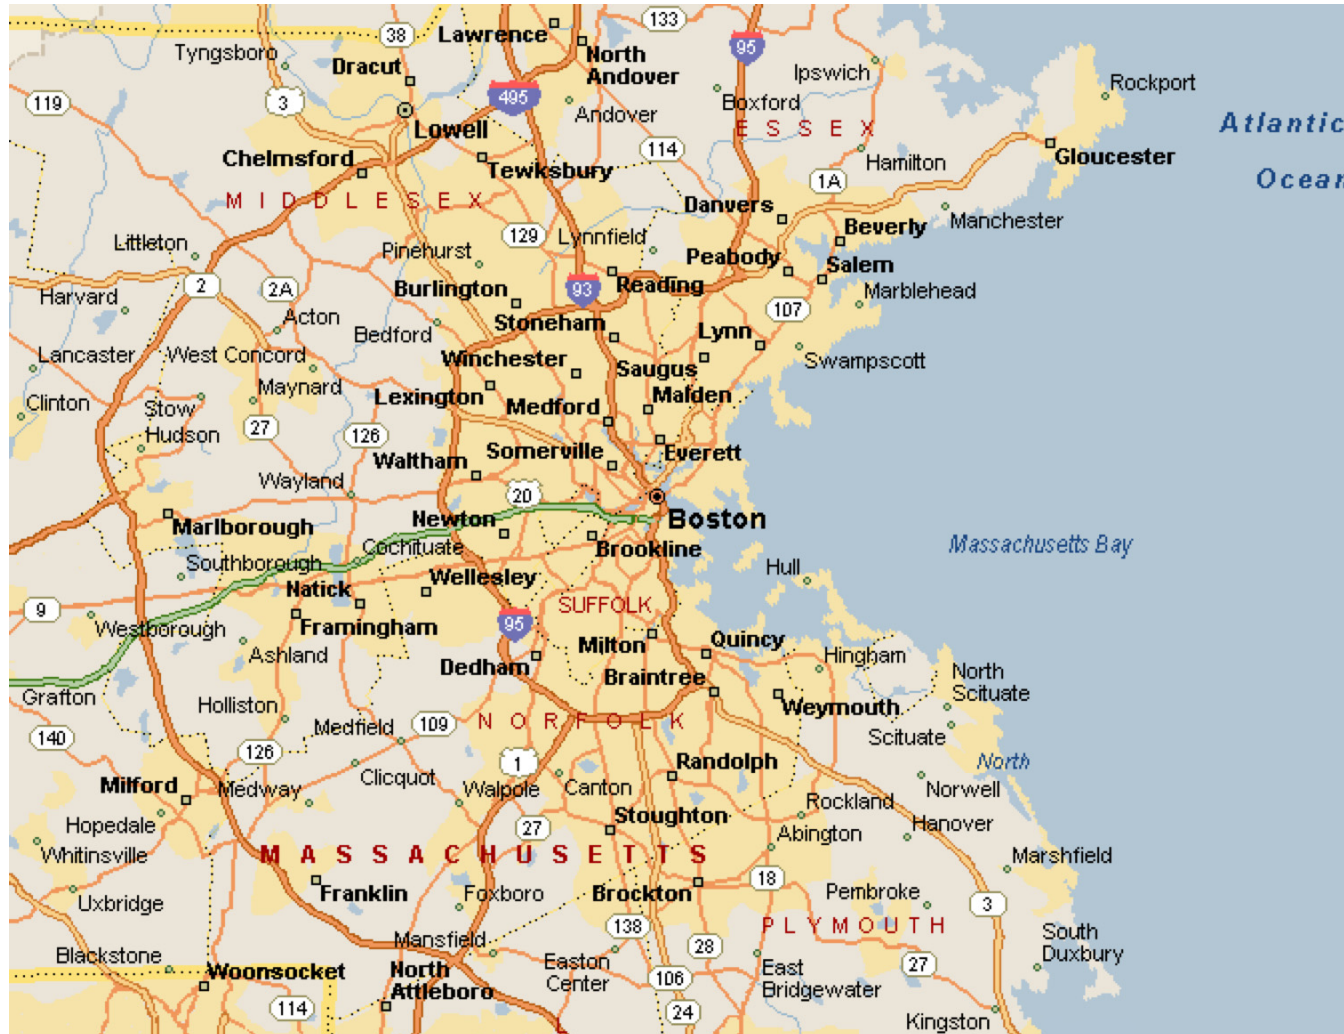 Lawrence
133
38
North
Andover
95
Tyngsboro
Dracut
Ipswich
Rockport
3
119
495
Boxford
Andover
Lowell
ESSEX
Atlantic
Chelmsford
114
Hamilton
Gloucester
Tewksbury
1A
MIDDLESEX
Danvers
Manchester
129
Beverly
Littleton
Pinehurst
Lynnfield
Peabody
Salem
2
2A
Burlington
93
Reading
Marblehead
Harvard
107
Acton
Bedford
Stoneham
Lynn
Lancaster
West Concord
Winchester
Saugus
Swampscott
Maynard
Lexington
Malden
Clinton
Stow
Medford
27
126
Hudson
Somerville
Everett
Waltham
Wayland
20
Marlborough
Newton
Boston
Cochituate
Brookline
Massachusetts Bay
Southborough
Hull
Natick
Wellesley
9
SUFFOLK
Westborough
Framingham
95
Milton
Quincy
Ashland
Dedham
Hingham
Grafton
Braintree
North
Scituate
Holliston
Medfield
109
NORFOLK
Weymouth
Scituate
140
126
1
Randolph
North
Milford
Medway
Clicquot
Walpole
Canton
Norwell
Hopedale
27
Stoughton
Rockland
Hanover
Abington
Whitinsville
MASSACHUSETTS
Marshfield
Franklin
Foxboro
Brockton
18
Pembroke
Uxbridge
3
138
PLYMOUTH
Mansfield
28
South
Duxbury
Blackstone
Woonsocket
North
Attleboro
Easton
Center
106
East
Bridgewater
27
114
24
Kingston